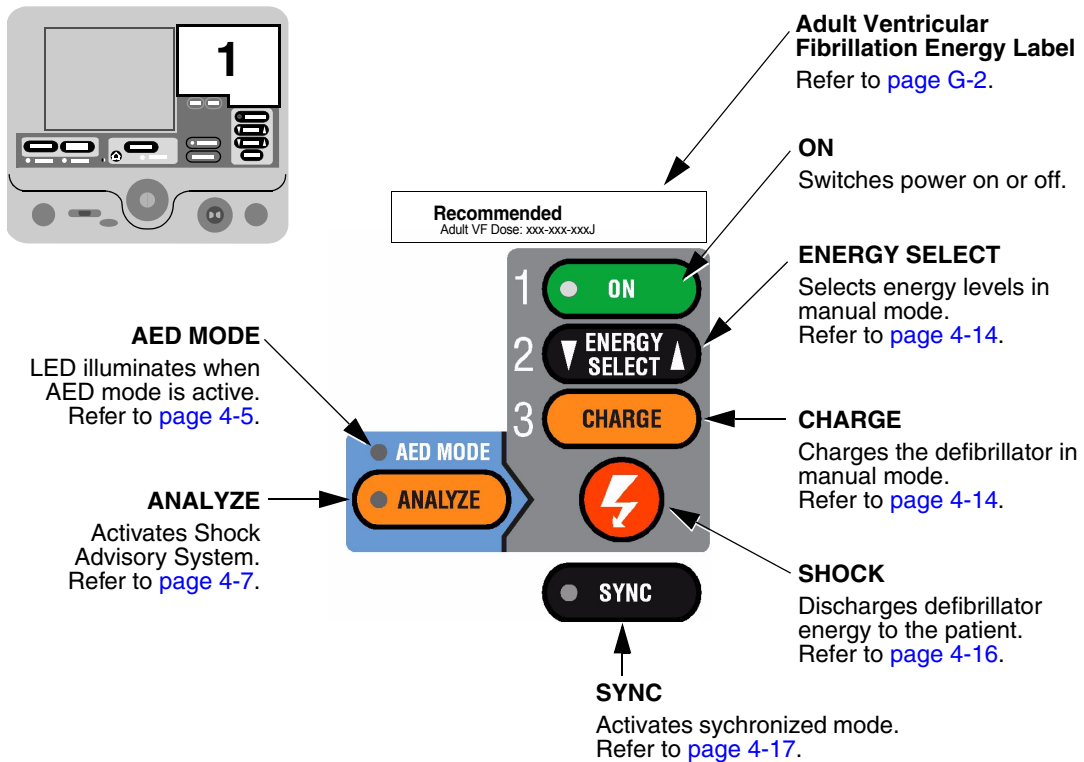 1
Adult Ventricular
Fibrillation Energy Label
Refer to page G-2.
ON
Switches power on or off.
Recommended
Adult VF Dose: xxx-xxx-xxxJ
ENERGY SELECT
Selects energy levels in
manual mode.
Refer to page 4-14.
1 ON
2 ENERGY
SELECT
3 CHARGE
AED MODE
LED illuminates when
AED mode is active.
Refer to page 4-5.
CHARGE
Charges the defibrillator in
manual mode.
Refer to page 4-14.
AED MODE
ANALYZE
ANALYZE
Activates Shock
Advisory System.
Refer to page 4-7.
SHOCK
Discharges defibrillator
energy to the patient.
Refer to page 4-16.
SYNC
SYNC
Activates sychronized mode.
Refer to page 4-17.